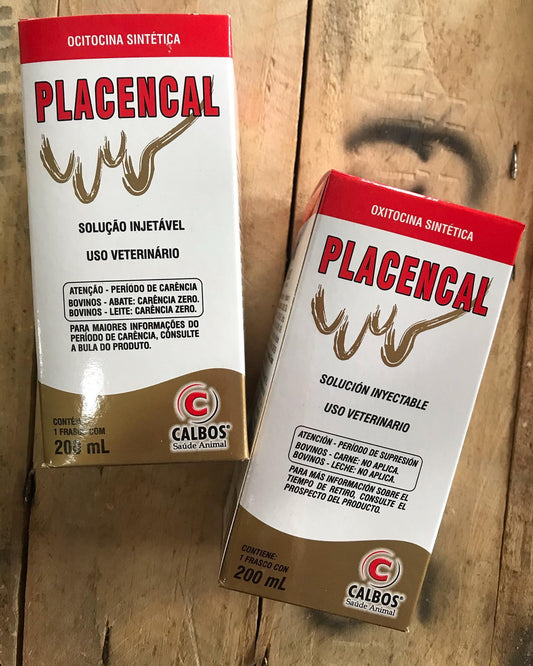 OCITOCINA SINTÉTICA
PLACENCAL
SOLUÇÃO INJETÁVEL
USO VETERINÁRIO
ATENÇÃO - PERÍODO DE CARÊNCIA
BOVINOS - ABATE: CARÊNCIA ZERO.
BOVINOS - LEITE: CARÊNCIA ZERO.
PARA MAIORES INFORMAÇÕES DO
PERÍODO DE CARÊNCIA, CONSULTE
A BULA DO PRODUTO.
CONTÉM:
1 FRASCO COM
200 mL
C
CALBOS®
Saúde Animal
OXITOCINA SINTÉTICA
PLACENCAL
SOLUCIÓN INYECTABLE
USO VETERINARIO
ATENCIÓN - PERÍODO DE SUPRESIÓN
BOVINOS - CARNE: NO APLICA.
BOVINOS - LECHE: NO APLICA.
PARA MÁS INFORMACIÓN SOBRE EL
TIEMPO DE RETIRO, CONSULTE EL
PROSPECTO DEL PRODUCTO.
CONTIENE:
1 FRASCO CON
200 mL
C
CALBOS®
Saúde Animal